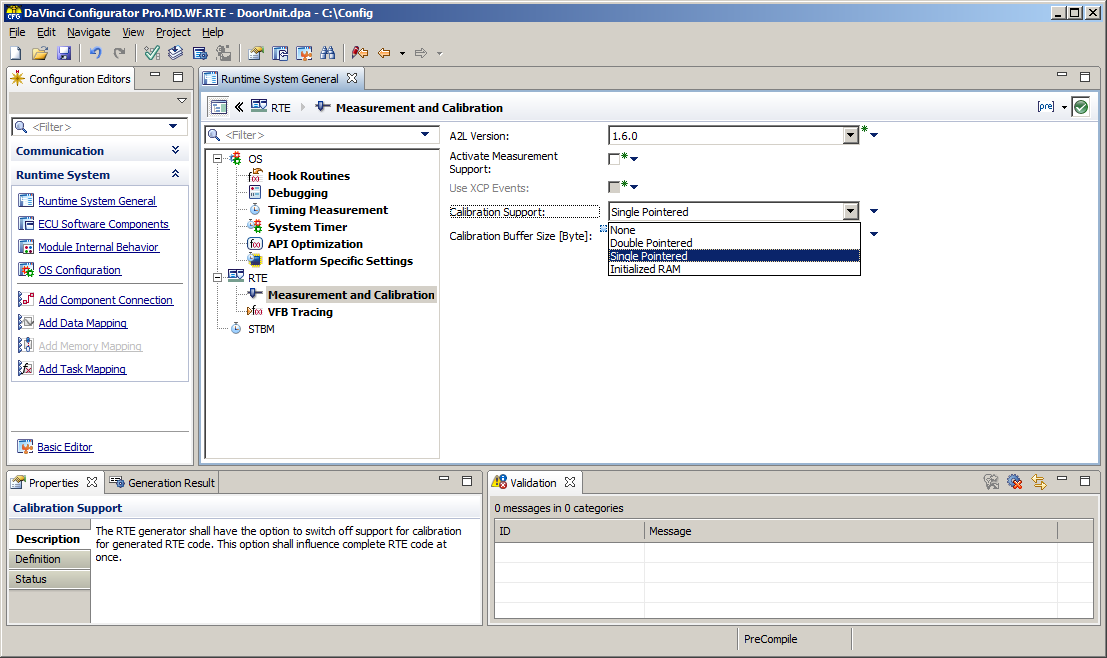 DaVinci Configurator Pro.MD.WF.RTE - DoorUnit.dpa - C:\Config
File Edit Navigate View Project Help
Configuration Editors
<Filter>
Communication
Runtime System
Runtime System General
ECU Software Components
Module Internal Behavior
OS Configuration
Add Component Connection
Add Data Mapping
Add Memory Mapping
Add Task Mapping
Basic Editor
Runtime System General
RTE Measurement and Calibration
[pre]
<Filter>
OS
Hook Routines
Debugging
Timing Measurement
System Timer
API Optimization
Platform Specific Settings
RTE
Measurement and Calibration
VFB Tracing
STBM
A2L Version: 1.6.0
Activate Measurement
Support:
Use XCP Events:
Calibration Support: Single Pointered
Calibration Buffer Size [Byte]:
None
Double Pointered
Single Pointered
Initialized RAM
Properties Generation Result
Calibration Support
Description
Definition
Status
The RTE generator shall have the option to switch off support for calibration
for generated RTE code. This option shall influence complete RTE code at
once.
Validation
0 messages in 0 categories
ID Message
PreCompile